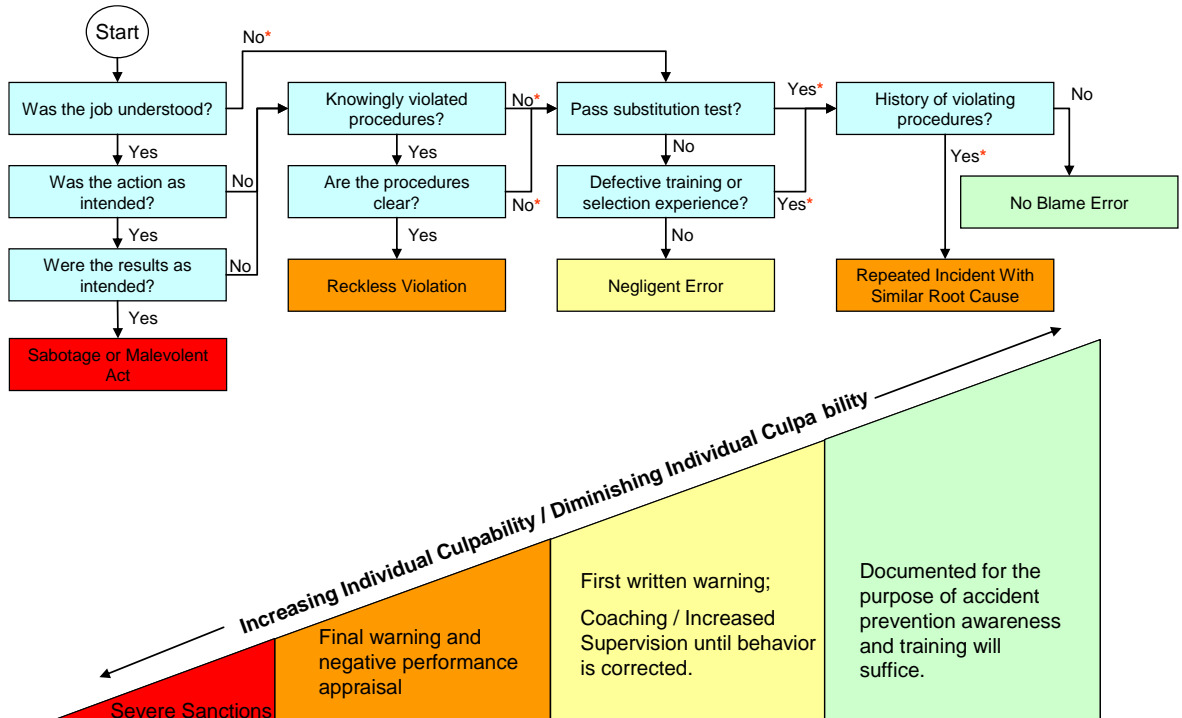 Start
No*
Was the job understood?
Yes
Was the action as
intended?
No
Yes
Were the results as
intended?
No
Yes
Sabotage or Malevolent
Act
Knowingly violated
procedures?
No*
Yes
Are the procedures
clear?
No*
Yes
Reckless Violation
Pass substitution test?
Yes*
No
Defective training or
selection experience?
Yes*
No
Negligent Error
History of violating
procedures?
No
Yes*
No Blame Error
Repeated Incident With
Similar Root Cause
Increasing Individual Culpability / Diminishing Individual Culpa bility
Severe Sanctions
Final warning and
negative performance
appraisal
First written warning;
Coaching / Increased
Supervision until behavior
is corrected.
Documented for the
purpose of accident
prevention awareness
and training will
suffice.